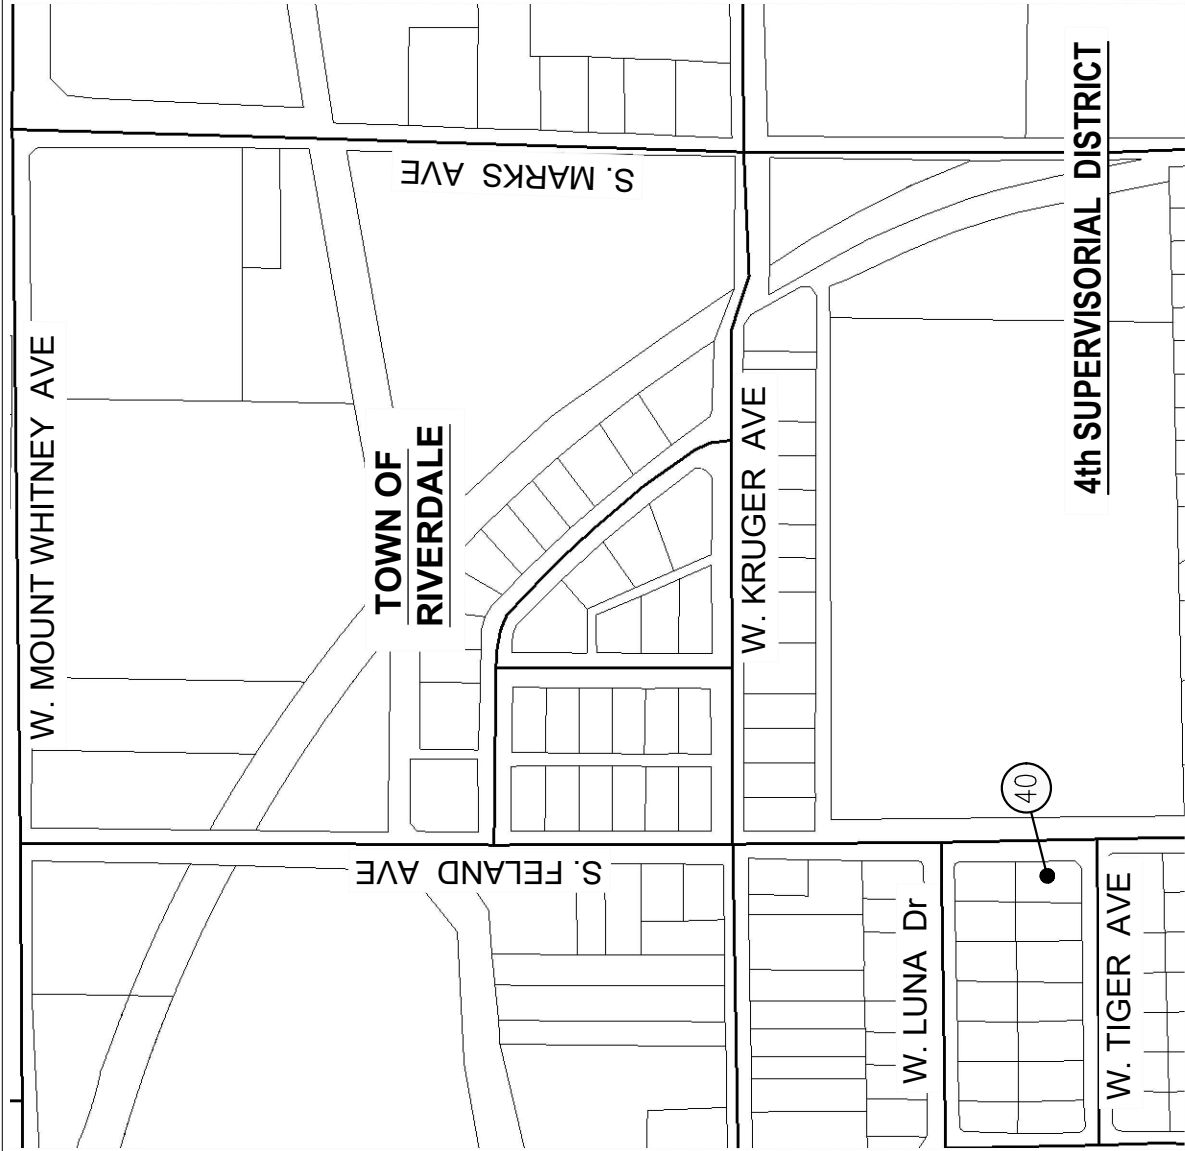 W. MOUNT WHITNEY AVE
TOWN OF
RIVERDALE
S. MARKS AVE
S. FELAND AVE
W. KRUGER AVE
4th SUPERVISORIAL DISTRICT
W. LUNA Dr
40
W. TIGER AVE